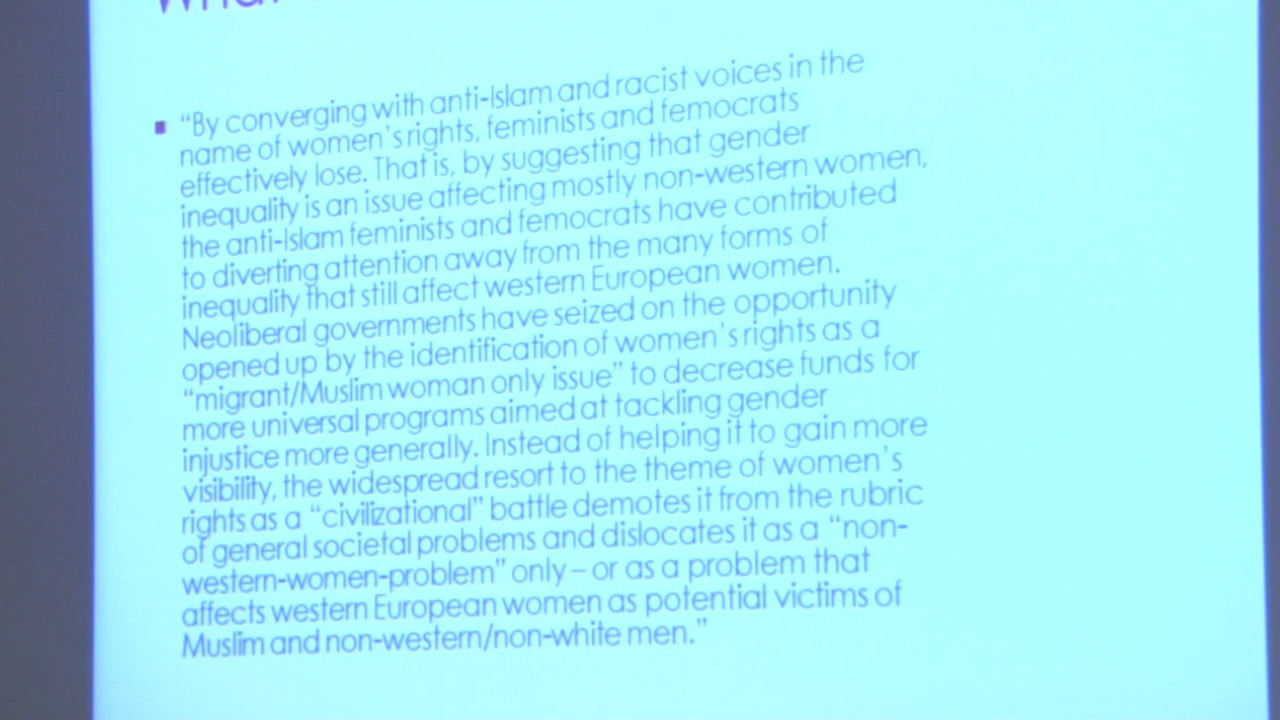 “By converging with anti-Islam and racist voices in the
name of women's rights, feminists and femocrats
effectively lose. That is, by suggesting that gender
inequality is an issue affecting mostly non-western women,
the anti-Islam feminists and femocrats have contributed
to diverting attention away from the many forms of
inequality that still affect western European women.
Neoliberal governments have seized on the opportunity
opened up by the identification of women's rights as a
“migrant/Muslim woman only issue” to decrease funds for
more universal programs aimed at tackling gender
injustice more generally. Instead of helping it to gain more
visibility, the widespread resort to the theme of women's
rights as a “civilizational” battle demotes it from the rubric
of general societal problems and dislocates it as a “non-
western-women-problem” only – or as a problem that
affects western European women as potential victims of
Muslim and non-western/non-white men.”